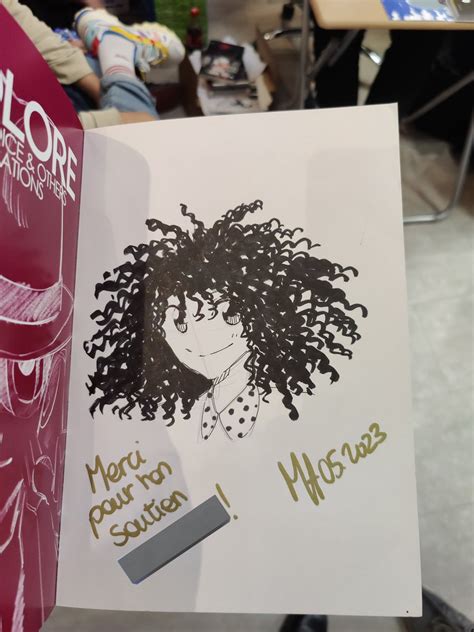 PLORE
ICE & OTHERS
ATIONS
Merci
pour ton
soutien
!
MH 05.2023